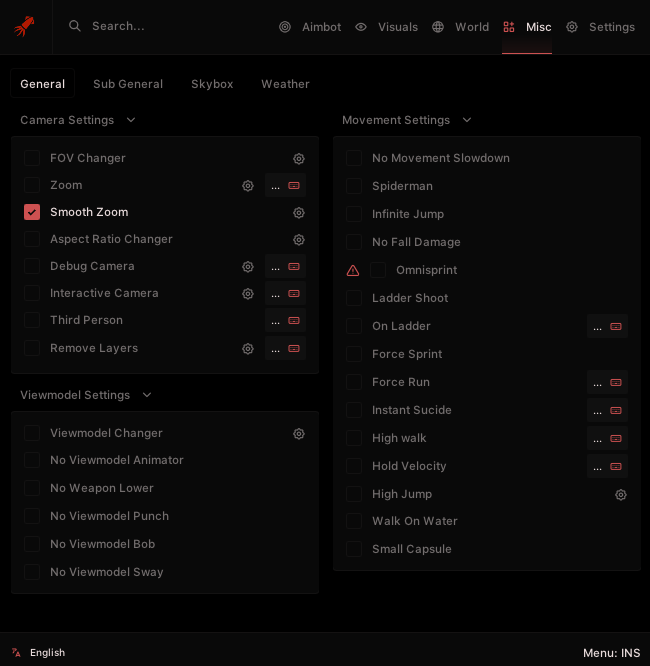 Search...
Aimbot
Visuals
World
Misc
Settings
General
Sub General
Skybox
Weather
Camera Settings
FOV Changer
Zoom ...
Smooth Zoom
Aspect Ratio Changer
Debug Camera ...
Interactive Camera ...
Third Person ...
Remove Layers ...
Viewmodel Settings
Viewmodel Changer
No Viewmodel Animator
No Weapon Lower
No Viewmodel Punch
No Viewmodel Bob
No Viewmodel Sway
Movement Settings
No Movement Slowdown
Spiderman
Infinite Jump
No Fall Damage
Omnisprint
Ladder Shoot
On Ladder ...
Force Sprint
Force Run ...
Instant Sucide ...
High walk ...
Hold Velocity ...
High Jump
Walk On Water
Small Capsule
English
Menu: INS